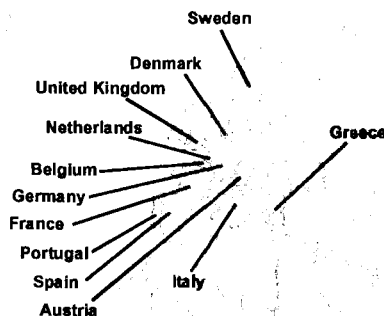 Sweden
Denmark
United Kingdom
Netherlands
Greece
Belgium
Germany
France
Portugal
Spain
Italy
Austria